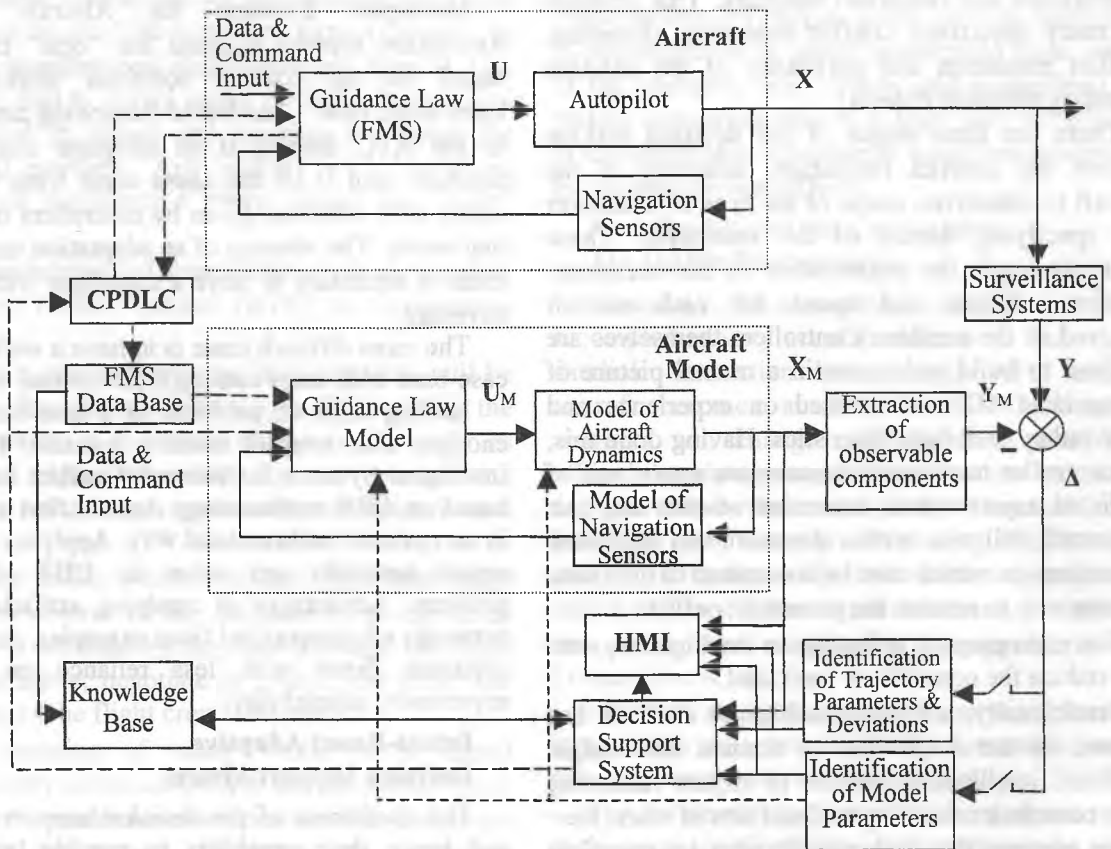 Data &
Command
Input
Aircraft
U
X
Guidance Law
(FMS)
Autopilot
Navigation
Sensors
CPDLC
Surveillance
Systems
Aircraft
Model
FMS
Data Base
U_M
X_M
Y
Y_M
Guidance Law
Model
Model of
Aircraft
Dynamics
Extraction
of
observable
components
Data &
Command
Input
Δ
Model of
Navigation
Sensors
HMI
Identification
of Trajectory
Parameters &
Deviations
Knowledge
Base
Decision
Support
System
Identification
of Model
Parameters